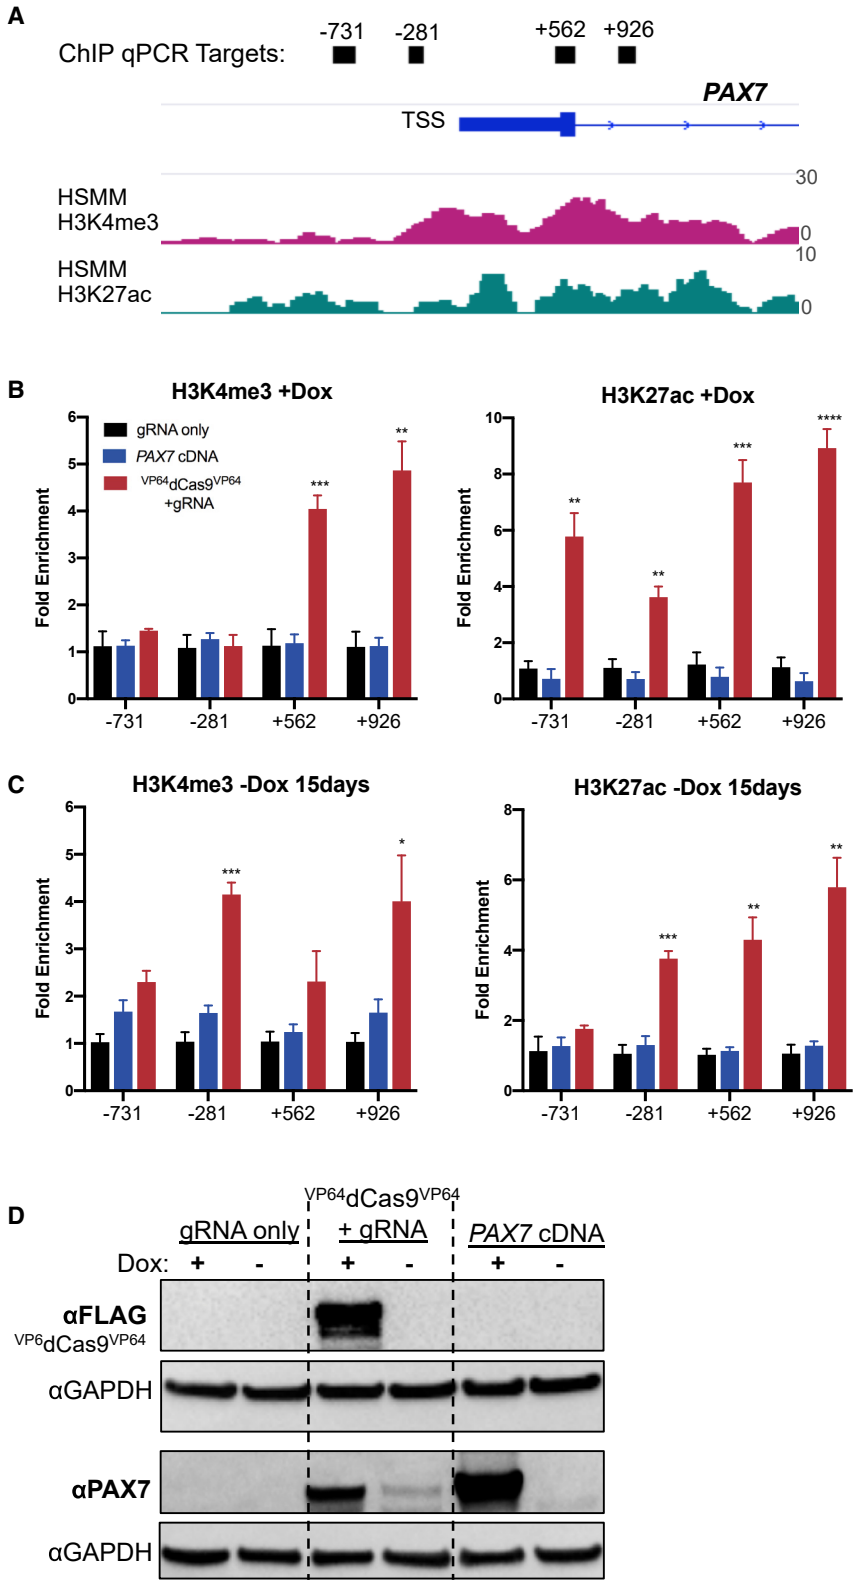 A
-731 -281 +562 +926
ChIP qPCR Targets:
PAX7
TSS
30
HSMM
H3K4me3
0
10
HSMM
H3K27ac
0
B
H3K4me3 +Dox
6
5
4
3
2
1
0
Fold Enrichment
gRNA only
PAX7 cDNA
VP64dCas9VP64
+gRNA
***
**
-731 -281 +562 +926
H3K27ac +Dox
10
8
6
4
2
0
Fold Enrichment
**
**
***
****
-731 -281 +562 +926
C
H3K4me3 -Dox 15days
6
5
4
3
2
1
0
Fold Enrichment
***
*
-731 -281 +562 +926
H3K27ac -Dox 15days
8
6
4
2
0
Fold Enrichment
***
**
**
-731 -281 +562 +926
D
VP64dCas9VP64
gRNA only + gRNA PAX7 cDNA
Dox: + - + - + -
αFLAG
VP6dCas9VP64
αGAPDH
αPAX7
αGAPDH